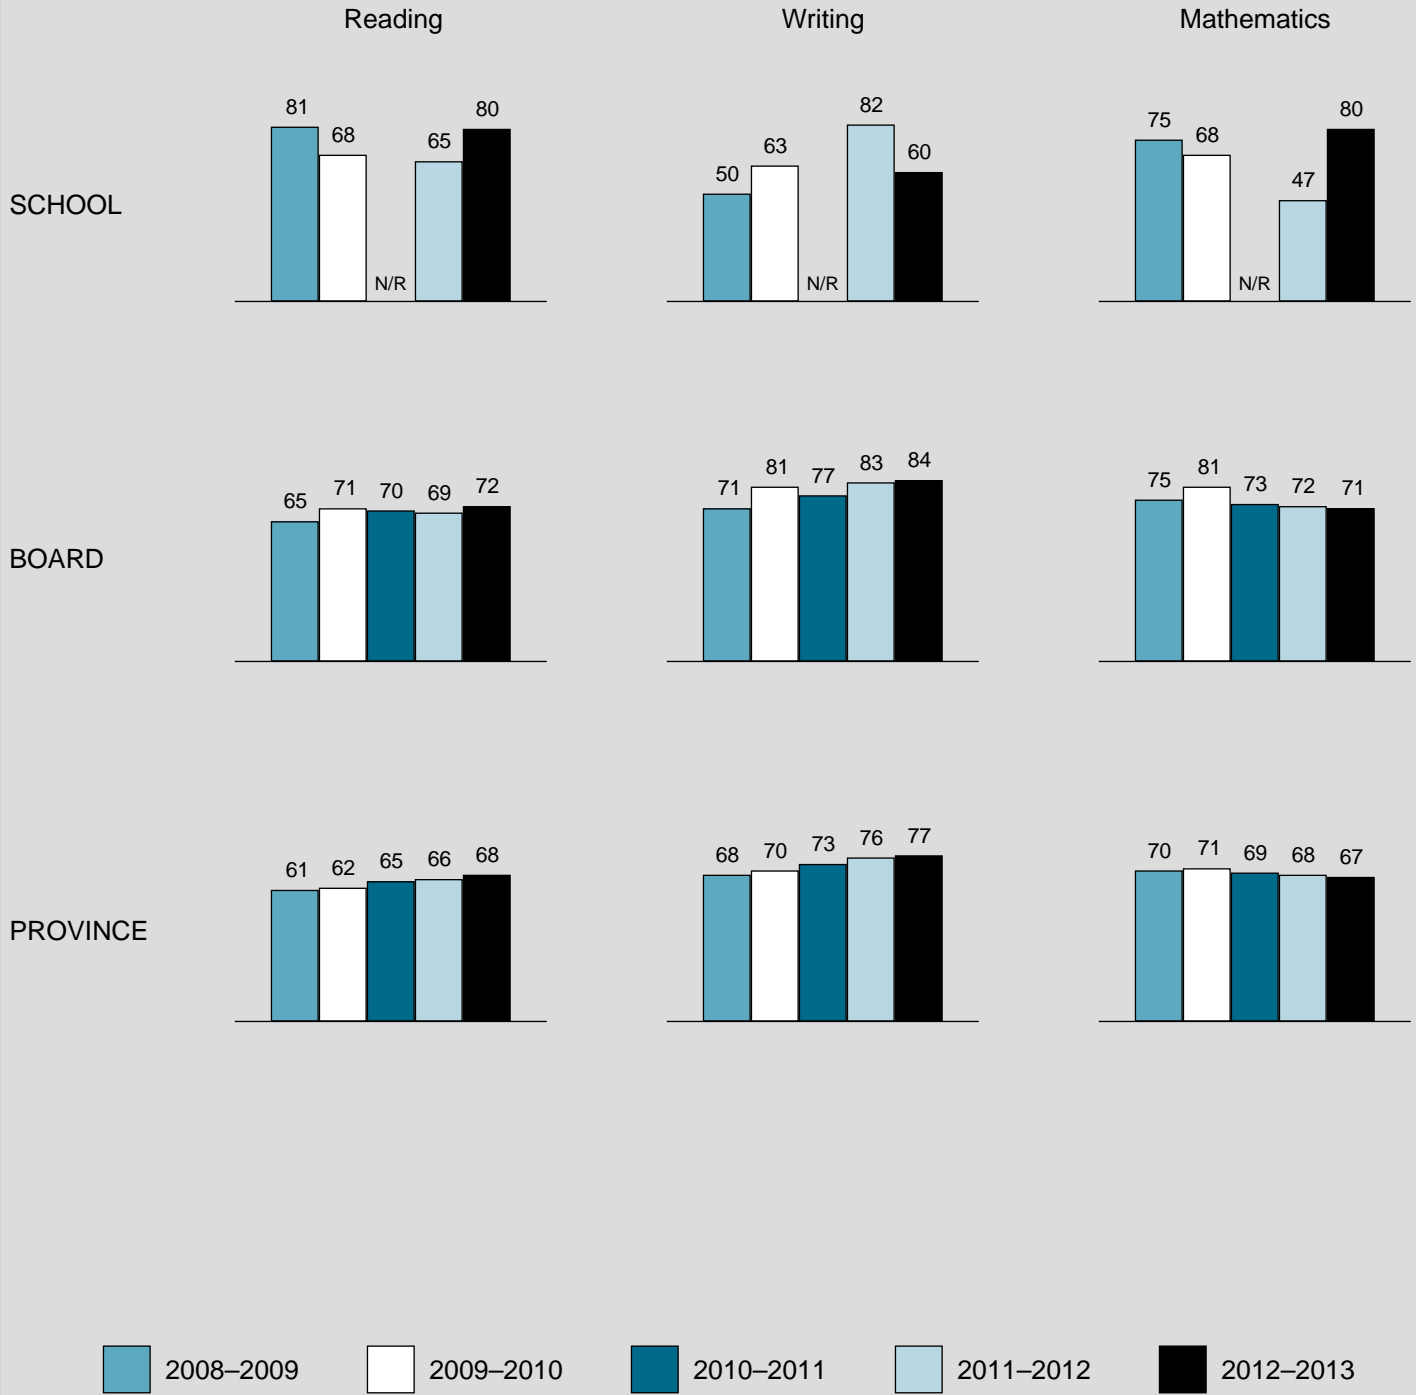 Reading Writing Mathematics
SCHOOL
81 68 N/R 65 80
50 63 N/R 82 60
75 68 N/R 47 80
BOARD
65 71 70 69 72
71 81 77 83 84
75 81 73 72 71
PROVINCE
61 62 65 66 68
68 70 73 76 77
70 71 69 68 67
2008–2009 2009–2010 2010–2011 2011–2012 2012–2013